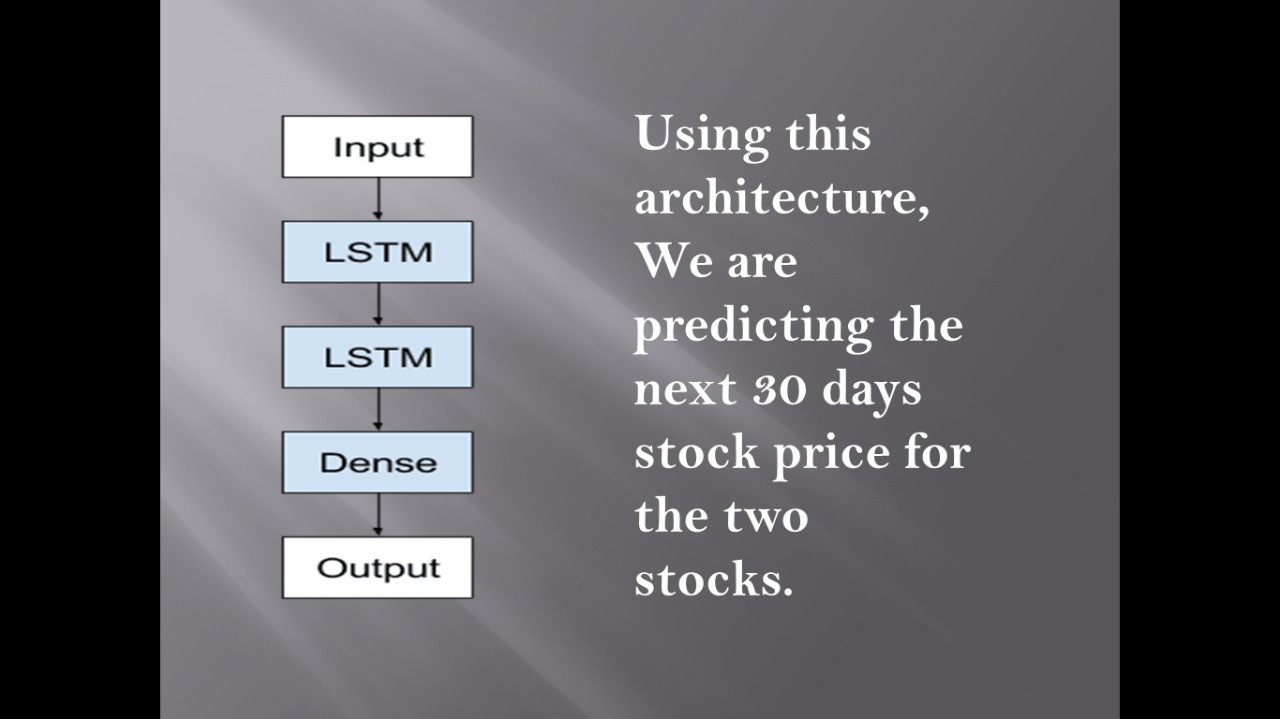 Input
LSTM
LSTM
Dense
Output
Using this
architecture,
We are
predicting the
next 30 days
stock price for
the two
stocks.